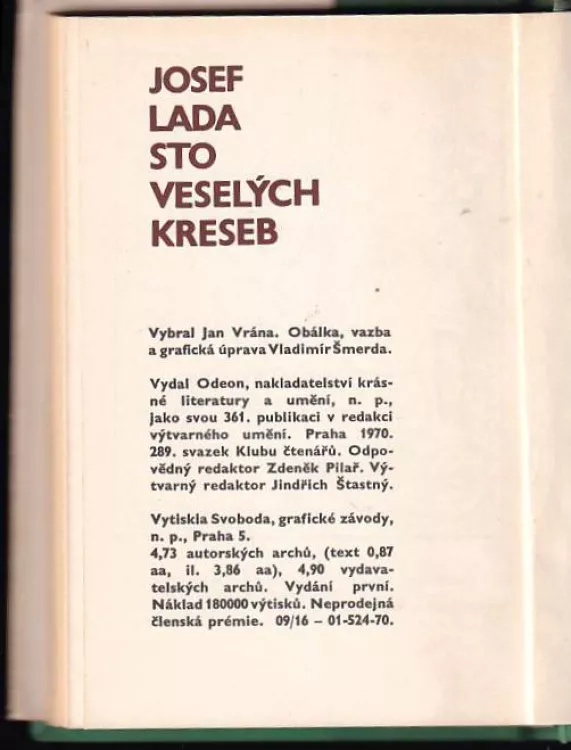 JOSEF
LADA
STO
VESELÝCH
KRESEB
Vybral Jan Vrána. Obálka, vazba
a grafická úprava Vladimír Šmerda.
Vydal Odeon, nakladatelství krás-
né literatury a umění, n. p.,
jako svou 361. publikaci v redakci
výtvarného umění. Praha 1970.
289. svazek Klubu čtenářů. Odpo-
vědný redaktor Zdeněk Pilař. Vý-
tvarný redaktor Jindřich Štastný.
Vytiskla Svoboda, grafické závody,
n. p., Praha 5.
4,73 autorských archů, (text 0,87
aa, il. 3,86 aa), 4,90 vydava-
telských archů. Vydání první.
Náklad 180000 výtisků. Neprodejná
členská prémie. 09/16 – 01-524-70.